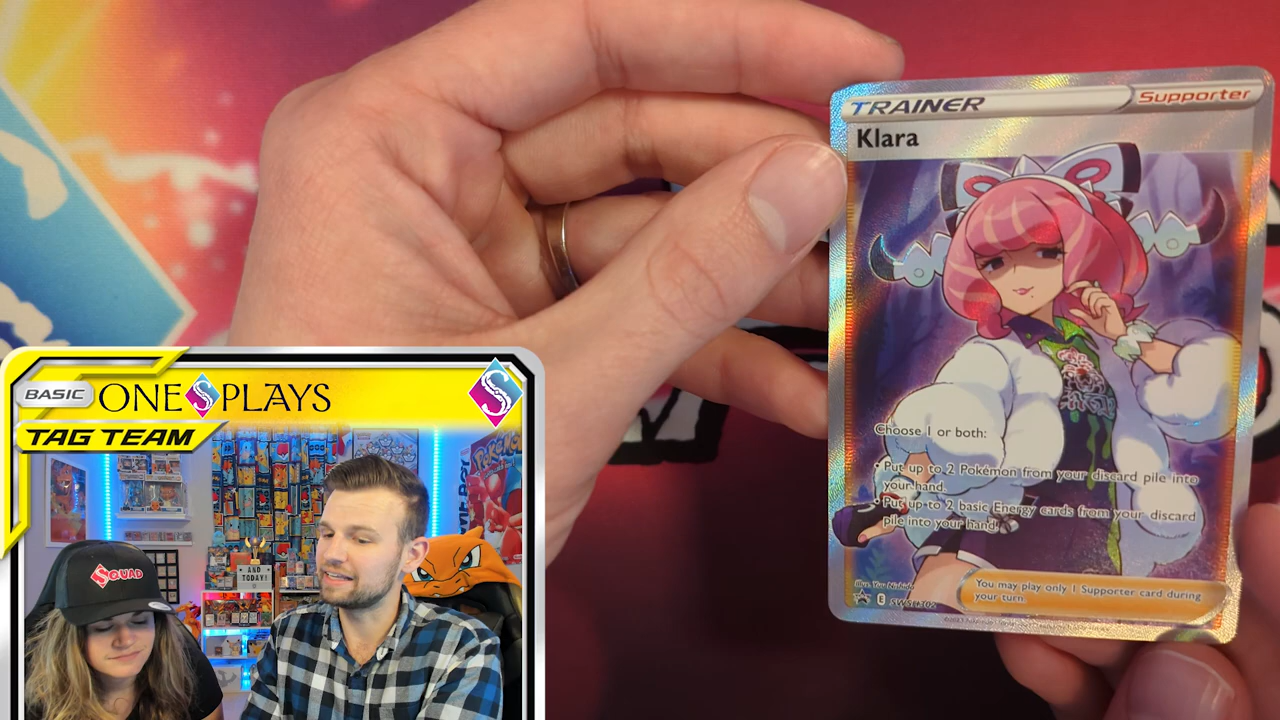 TRAINER
Supporter
Klara
Choose 1 or both:
• Put up to 2 Pokémon from your discard pile into
your hand.
• Put up to 2 basic Energy cards from your discard
pile into your hand.
You may play only 1 Supporter card during
your turn.
E
BASIC
ONE PLAYS
TAG TEAM
SQUAD
POKÉMON
AND
TODAY!